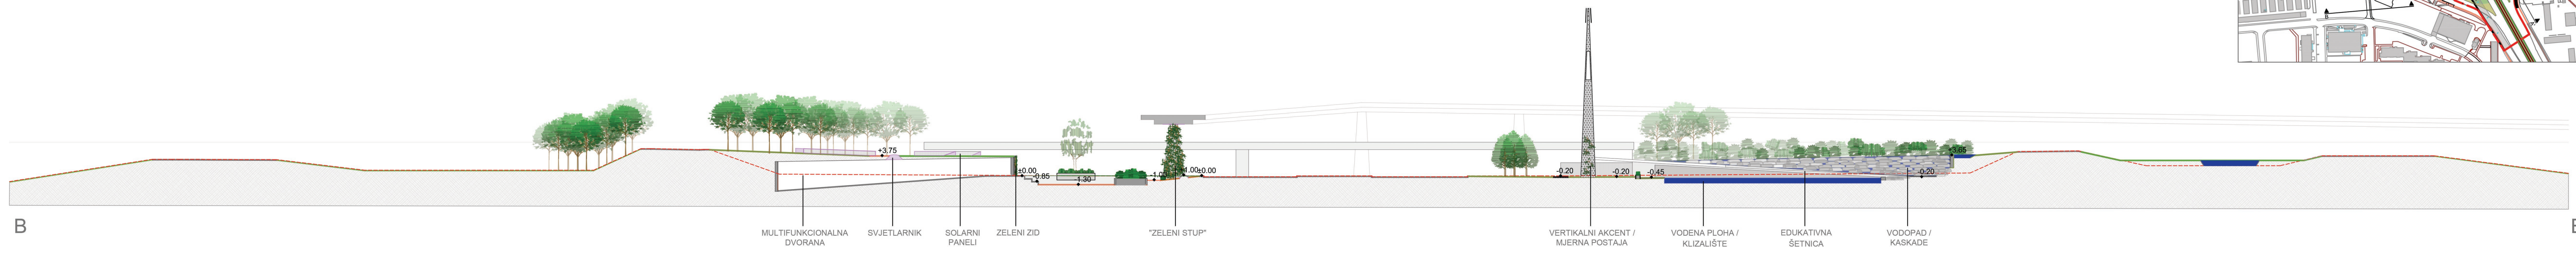 +3.75
±0.00
-0.85
-1.30
±0.00
-0.20
-0.20
-0.45
+3.65
-0.20
B
MULTIFUNKCIONALNA
DVORANA
SVJETLARNIK
SOLARNI
PANELI
ZELENI ZID
"ZELENI STUP"
VERTIKALNI AKCENT /
MJERNA POSTAJA
VODENA PLOHA /
KLIZALIŠTE
EDUKATIVNA
ŠETNICA
VODOPAD /
KASKADE